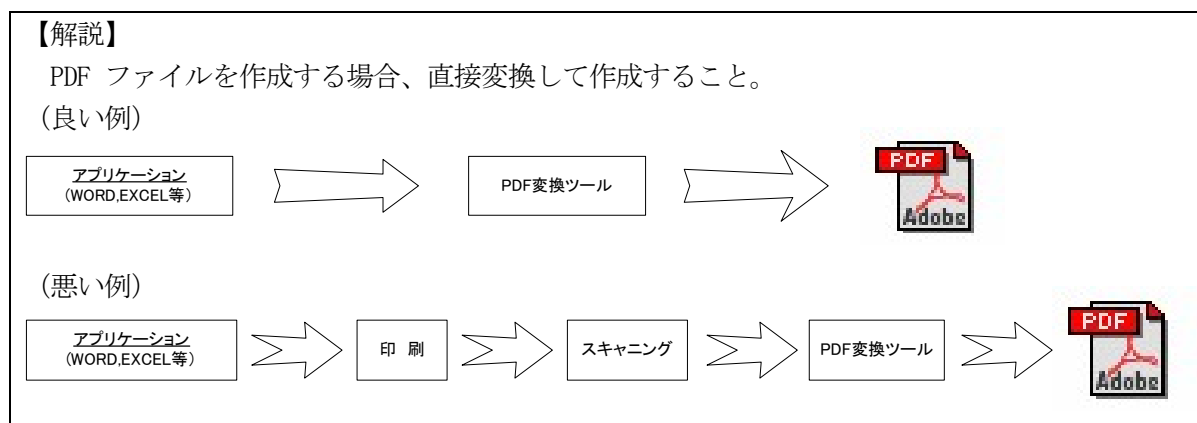 【解説】
PDF ファイルを作成する場合、直接変換して作成すること。
（良い例）
アプリケーション
(WORD,EXCEL等)
PDF変換ツール
PDF
Adobe
（悪い例）
アプリケーション
(WORD,EXCEL等)
印 刷
スキャニング
PDF変換ツール
PDF
Adobe